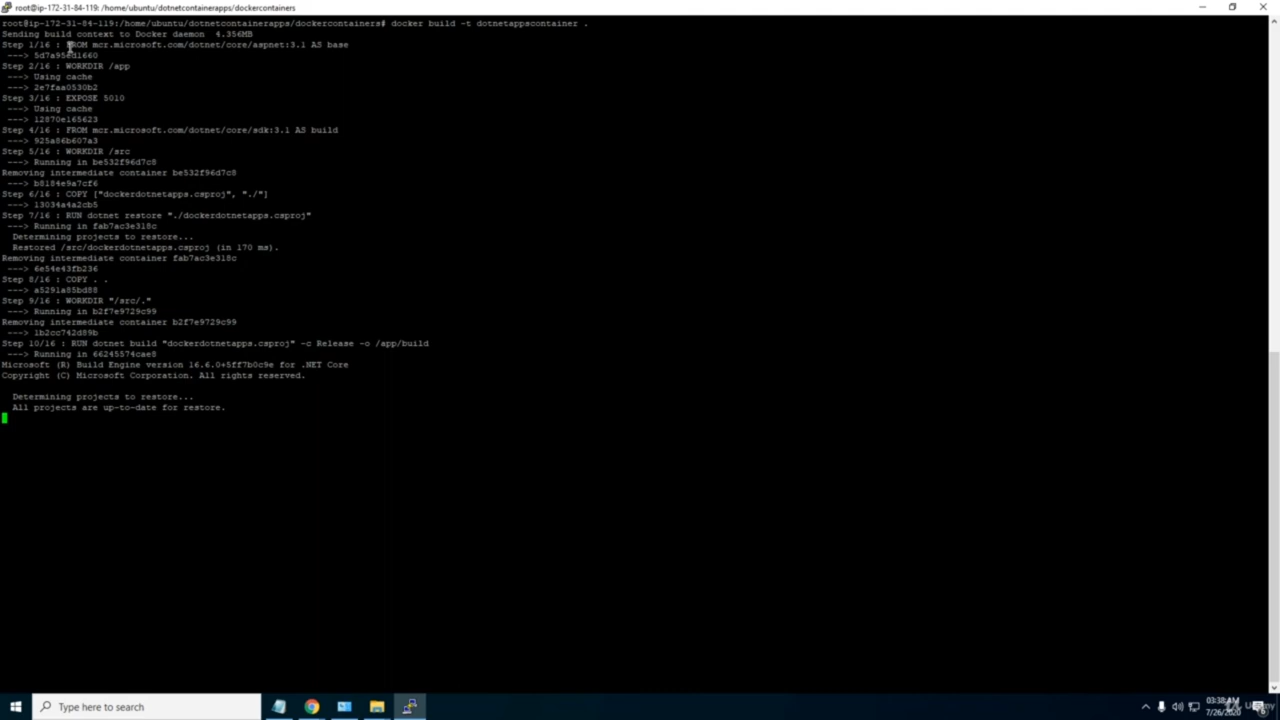 root@ip-172-31-84-119: /home/ubuntu/dotnetcontainerapps/dockercontainers
root@ip-172-31-84-119:/home/ubuntu/dotnetcontainerapps/dockercontainers# docker build -t dotnetappscontainer .
Sending build context to Docker daemon  4.356MB
Step 1/16 : FROM mcr.microsoft.com/dotnet/core/aspnet:3.1 AS base
 ---> 5d7a95ed1660
Step 2/16 : WORKDIR /app
 ---> Using cache
 ---> 2e7faa0530b2
Step 3/16 : EXPOSE 5010
 ---> Using cache
 ---> 12870e165623
Step 4/16 : FROM mcr.microsoft.com/dotnet/core/sdk:3.1 AS build
 ---> 925a86b607a3
Step 5/16 : WORKDIR /src
 ---> Running in be532f96d7c8
Removing intermediate container be532f96d7c8
 ---> b8184e9a7cf6
Step 6/16 : COPY ["dockerdotnetapps.csproj", "./"]
 ---> 13034a4a2cb5
Step 7/16 : RUN dotnet restore "./dockerdotnetapps.csproj"
 ---> Running in fab7ac3e318c
  Determining projects to restore...
  Restored /src/dockerdotnetapps.csproj (in 170 ms).
Removing intermediate container fab7ac3e318c
 ---> 6e54e43fb236
Step 8/16 : COPY . .
 ---> a5291a85bd88
Step 9/16 : WORKDIR "/src/."
 ---> Running in b2f7e9729c99
Removing intermediate container b2f7e9729c99
 ---> 1b2cc742d89b
Step 10/16 : RUN dotnet build "dockerdotnetapps.csproj" -c Release -o /app/build
 ---> Running in 66245574cae8
Microsoft (R) Build Engine version 16.6.0+5ff7b0c9e for .NET Core
Copyright (C) Microsoft Corporation. All rights reserved.
  Determining projects to restore...
  All projects are up-to-date for restore.
Type here to search
03:38 AM
7/26/2020
Udemy